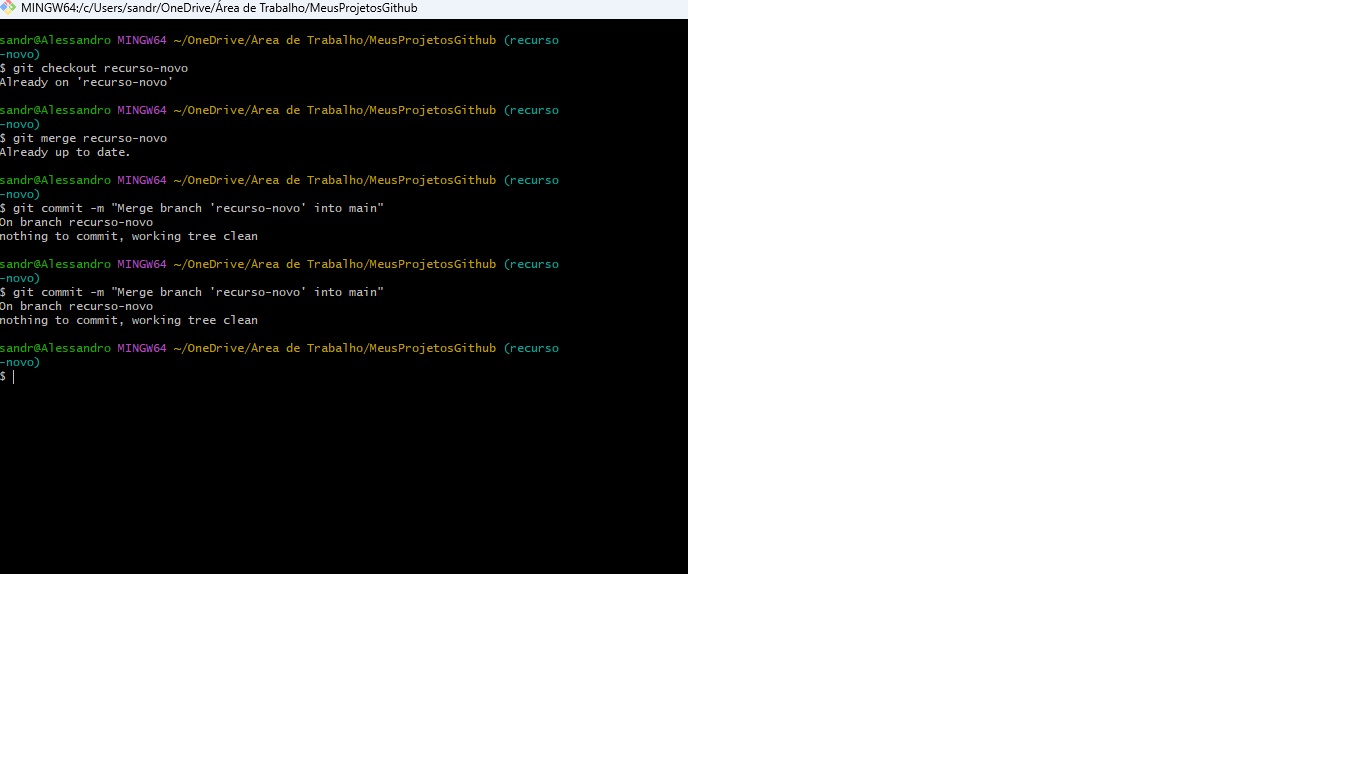 MINGW64:/c/Users/sandr/OneDrive/Área de Trabalho/MeusProjetosGithub
sandr@Alessandro MINGW64 ~/OneDrive/Área de Trabalho/MeusProjetosGithub (recurso
-novo)
$ git checkout recurso-novo
Already on 'recurso-novo'
sandr@Alessandro MINGW64 ~/OneDrive/Área de Trabalho/MeusProjetosGithub (recurso
-novo)
$ git merge recurso-novo
Already up to date.
sandr@Alessandro MINGW64 ~/OneDrive/Área de Trabalho/MeusProjetosGithub (recurso
-novo)
$ git commit -m "Merge branch 'recurso-novo' into main"
On branch recurso-novo
nothing to commit, working tree clean
sandr@Alessandro MINGW64 ~/OneDrive/Área de Trabalho/MeusProjetosGithub (recurso
-novo)
$ git commit -m "Merge branch 'recurso-novo' into main"
On branch recurso-novo
nothing to commit, working tree clean
sandr@Alessandro MINGW64 ~/OneDrive/Área de Trabalho/MeusProjetosGithub (recurso
-novo)
$